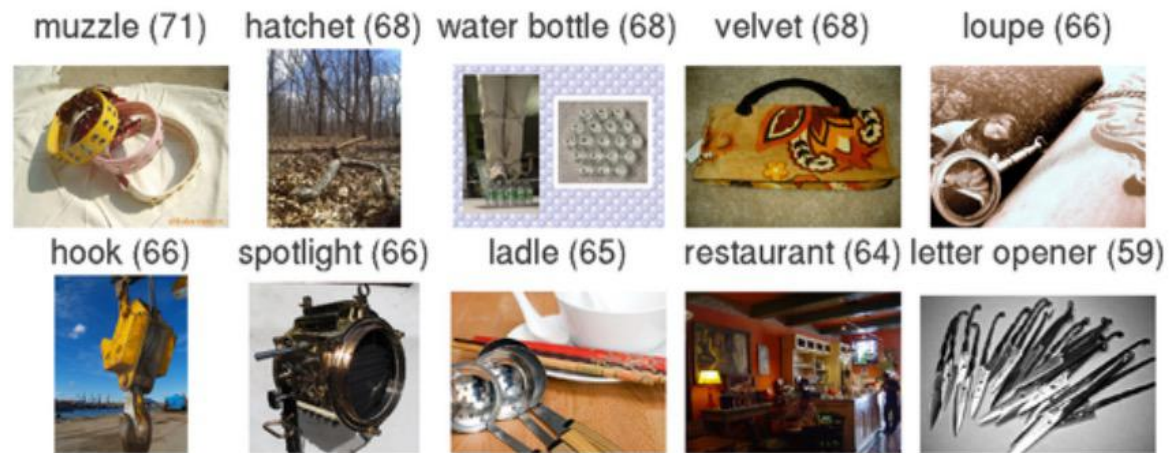 muzzle (71) hatchet (68) water bottle (68) velvet (68) loupe (66)
hook (66) spotlight (66) ladle (65) restaurant (64) letter opener (59)